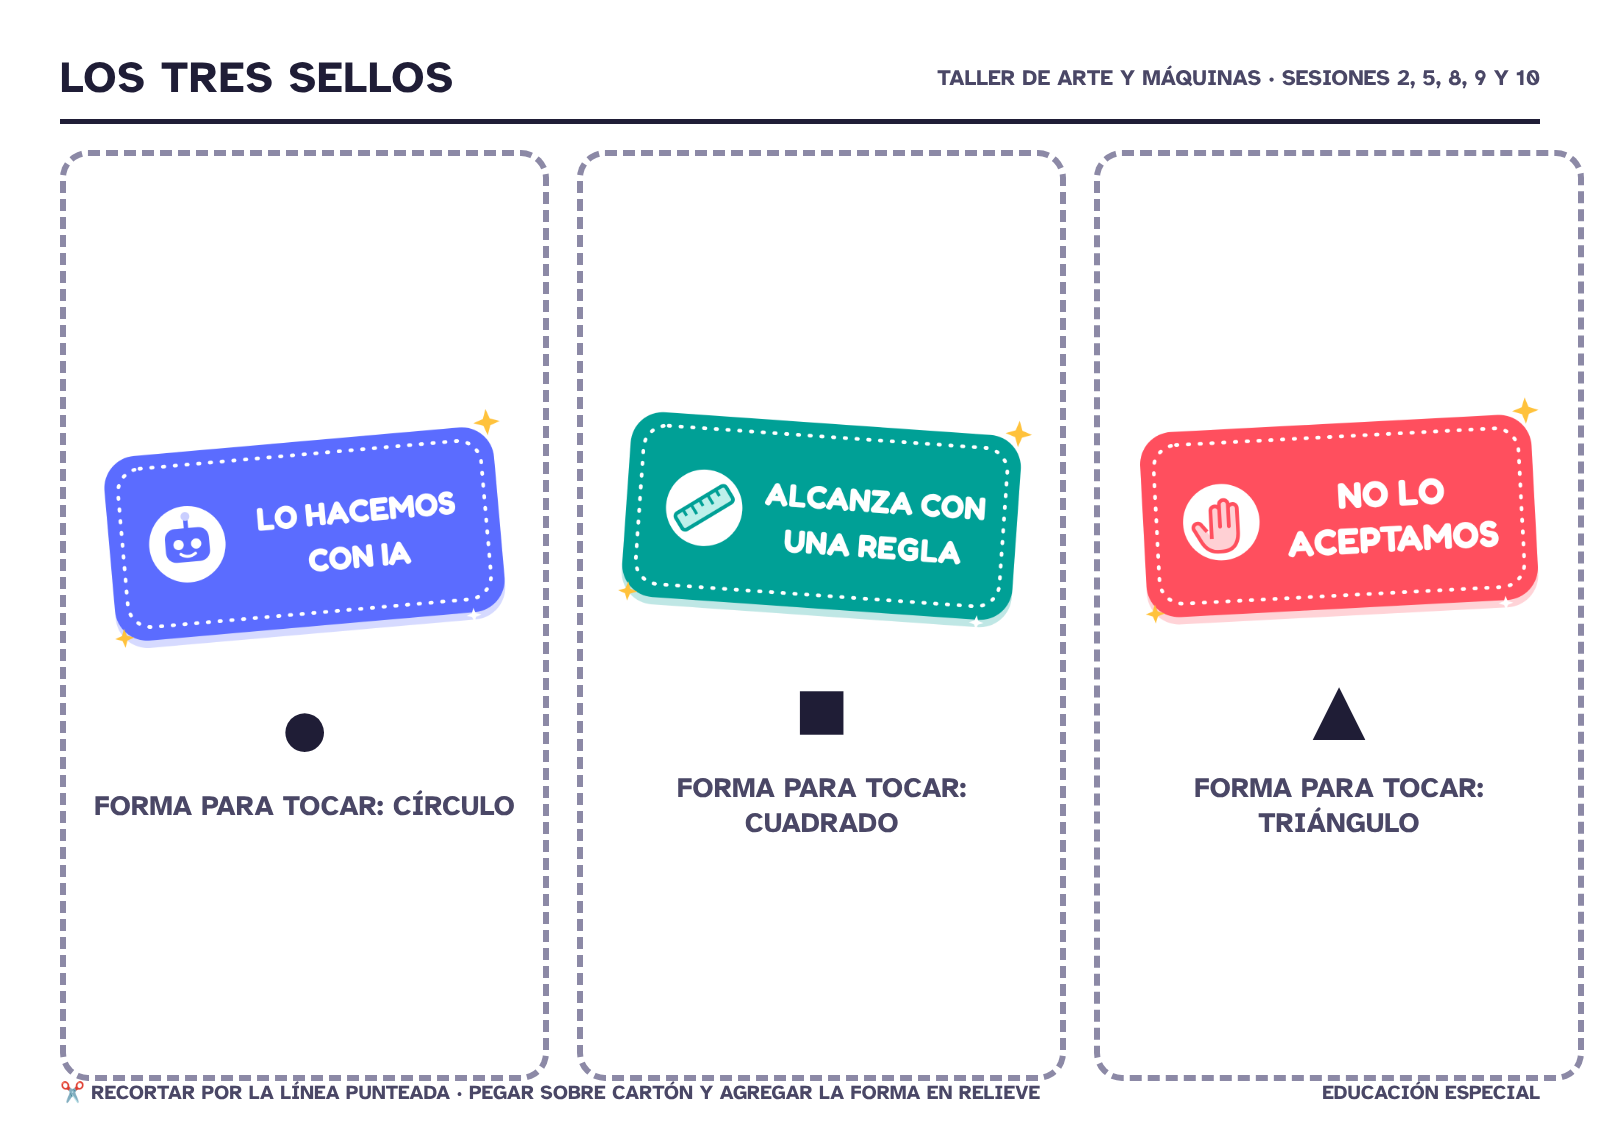 LOS TRES SELLOS
TALLER DE ARTE Y MÁQUINAS · SESIONES 2, 5, 8, 9 Y 10
LO HACEMOS
CON IA
FORMA PARA TOCAR: CÍRCULO
ALCANZA CON
UNA REGLA
FORMA PARA TOCAR:
CUADRADO
NO LO
ACEPTAMOS
FORMA PARA TOCAR:
TRIÁNGULO
RECORTAR POR LA LÍNEA PUNTEADA · PEGAR SOBRE CARTÓN Y AGREGAR LA FORMA EN RELIEVE
EDUCACIÓN ESPECIAL